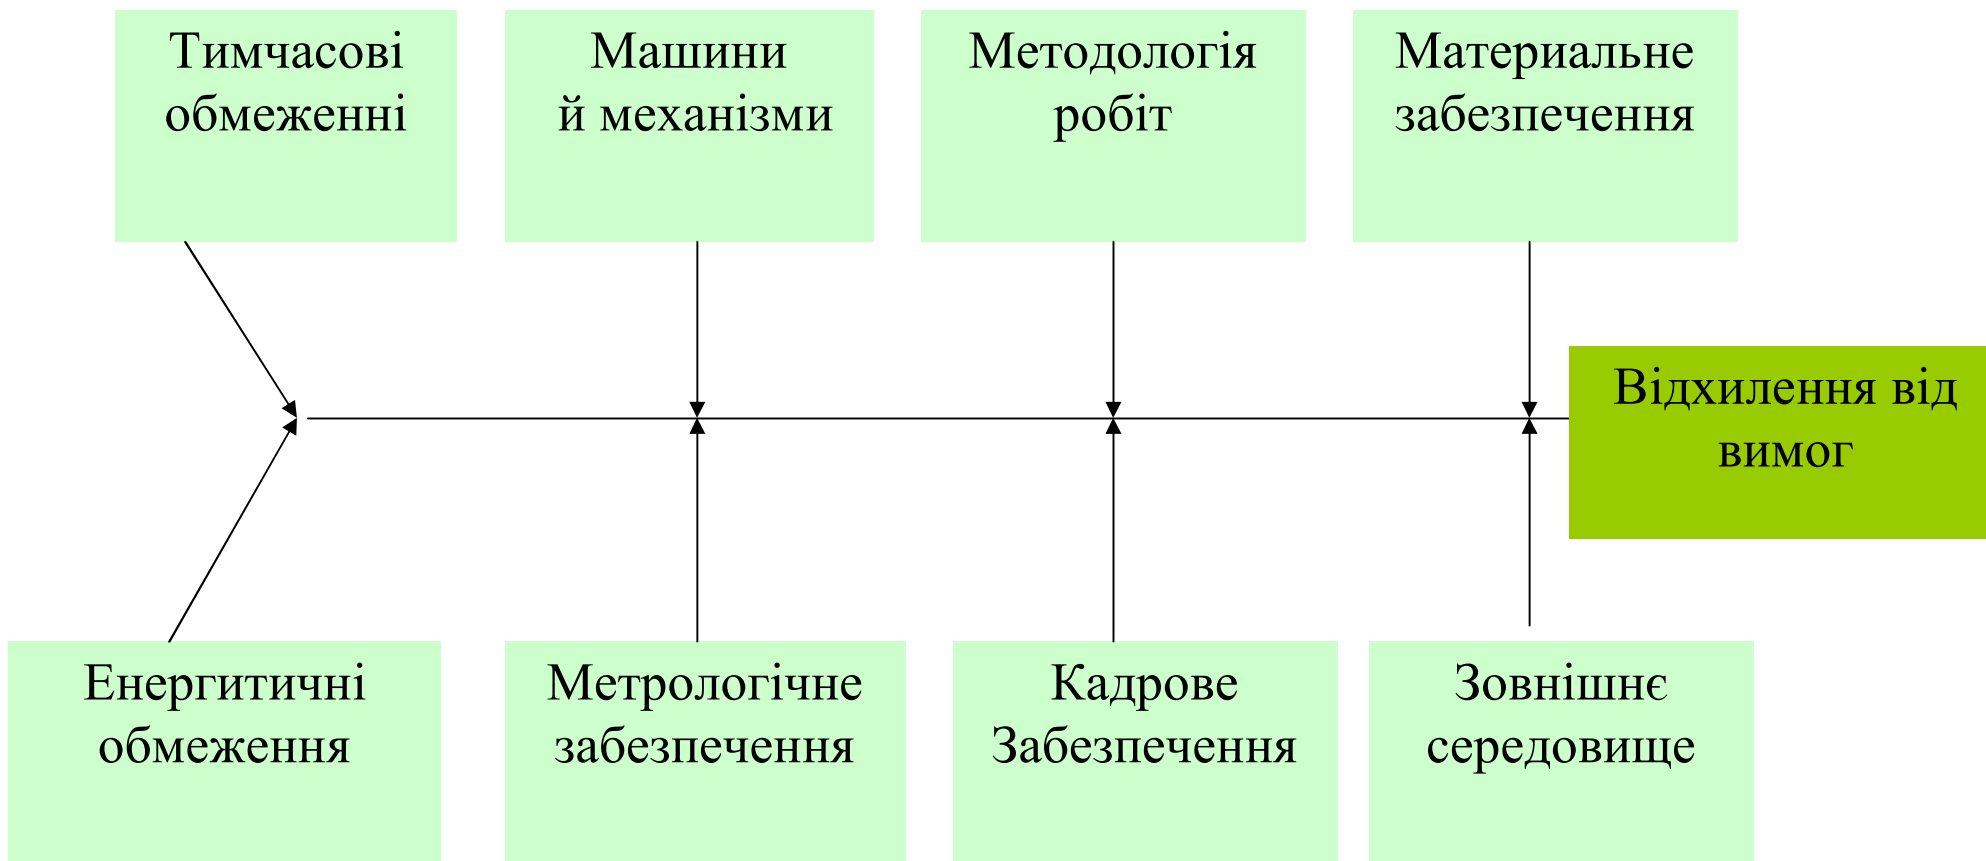 Тимчасові
обмеженні
Машини
й механізми
Методологія
робіт
Материальне
забезпечення
Відхилення від
вимог
Енергитичні
обмеження
Метрологічне
забезпечення
Кадрове
Забезпечення
Зовнішнє
середовище